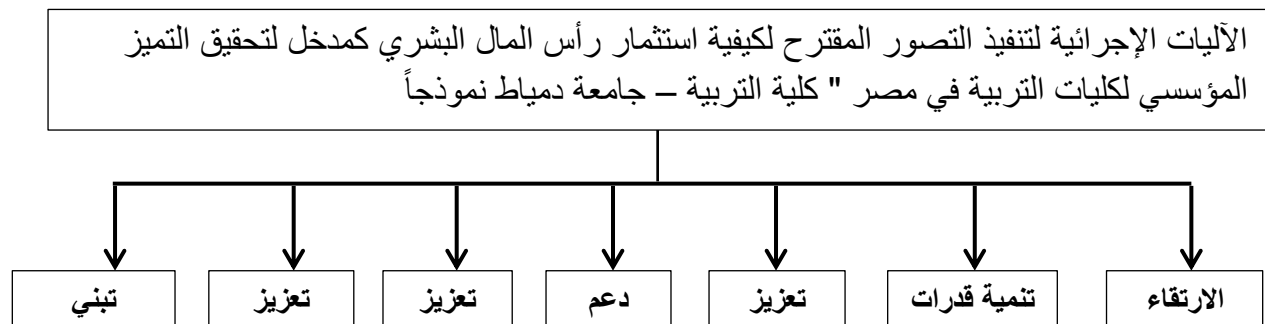 الآليات الإجرائية لتنفيذ التصور المقترح لكيفية استثمار رأس المال البشري كمدخل لتحقيق التميز
المؤسسي لكليات التربية في مصر " كلية التربية – جامعة دمياط نموذجاً
الارتقاء
تنمية قدرات
تعزيز
دعم
تعزيز
تعزيز
تبني